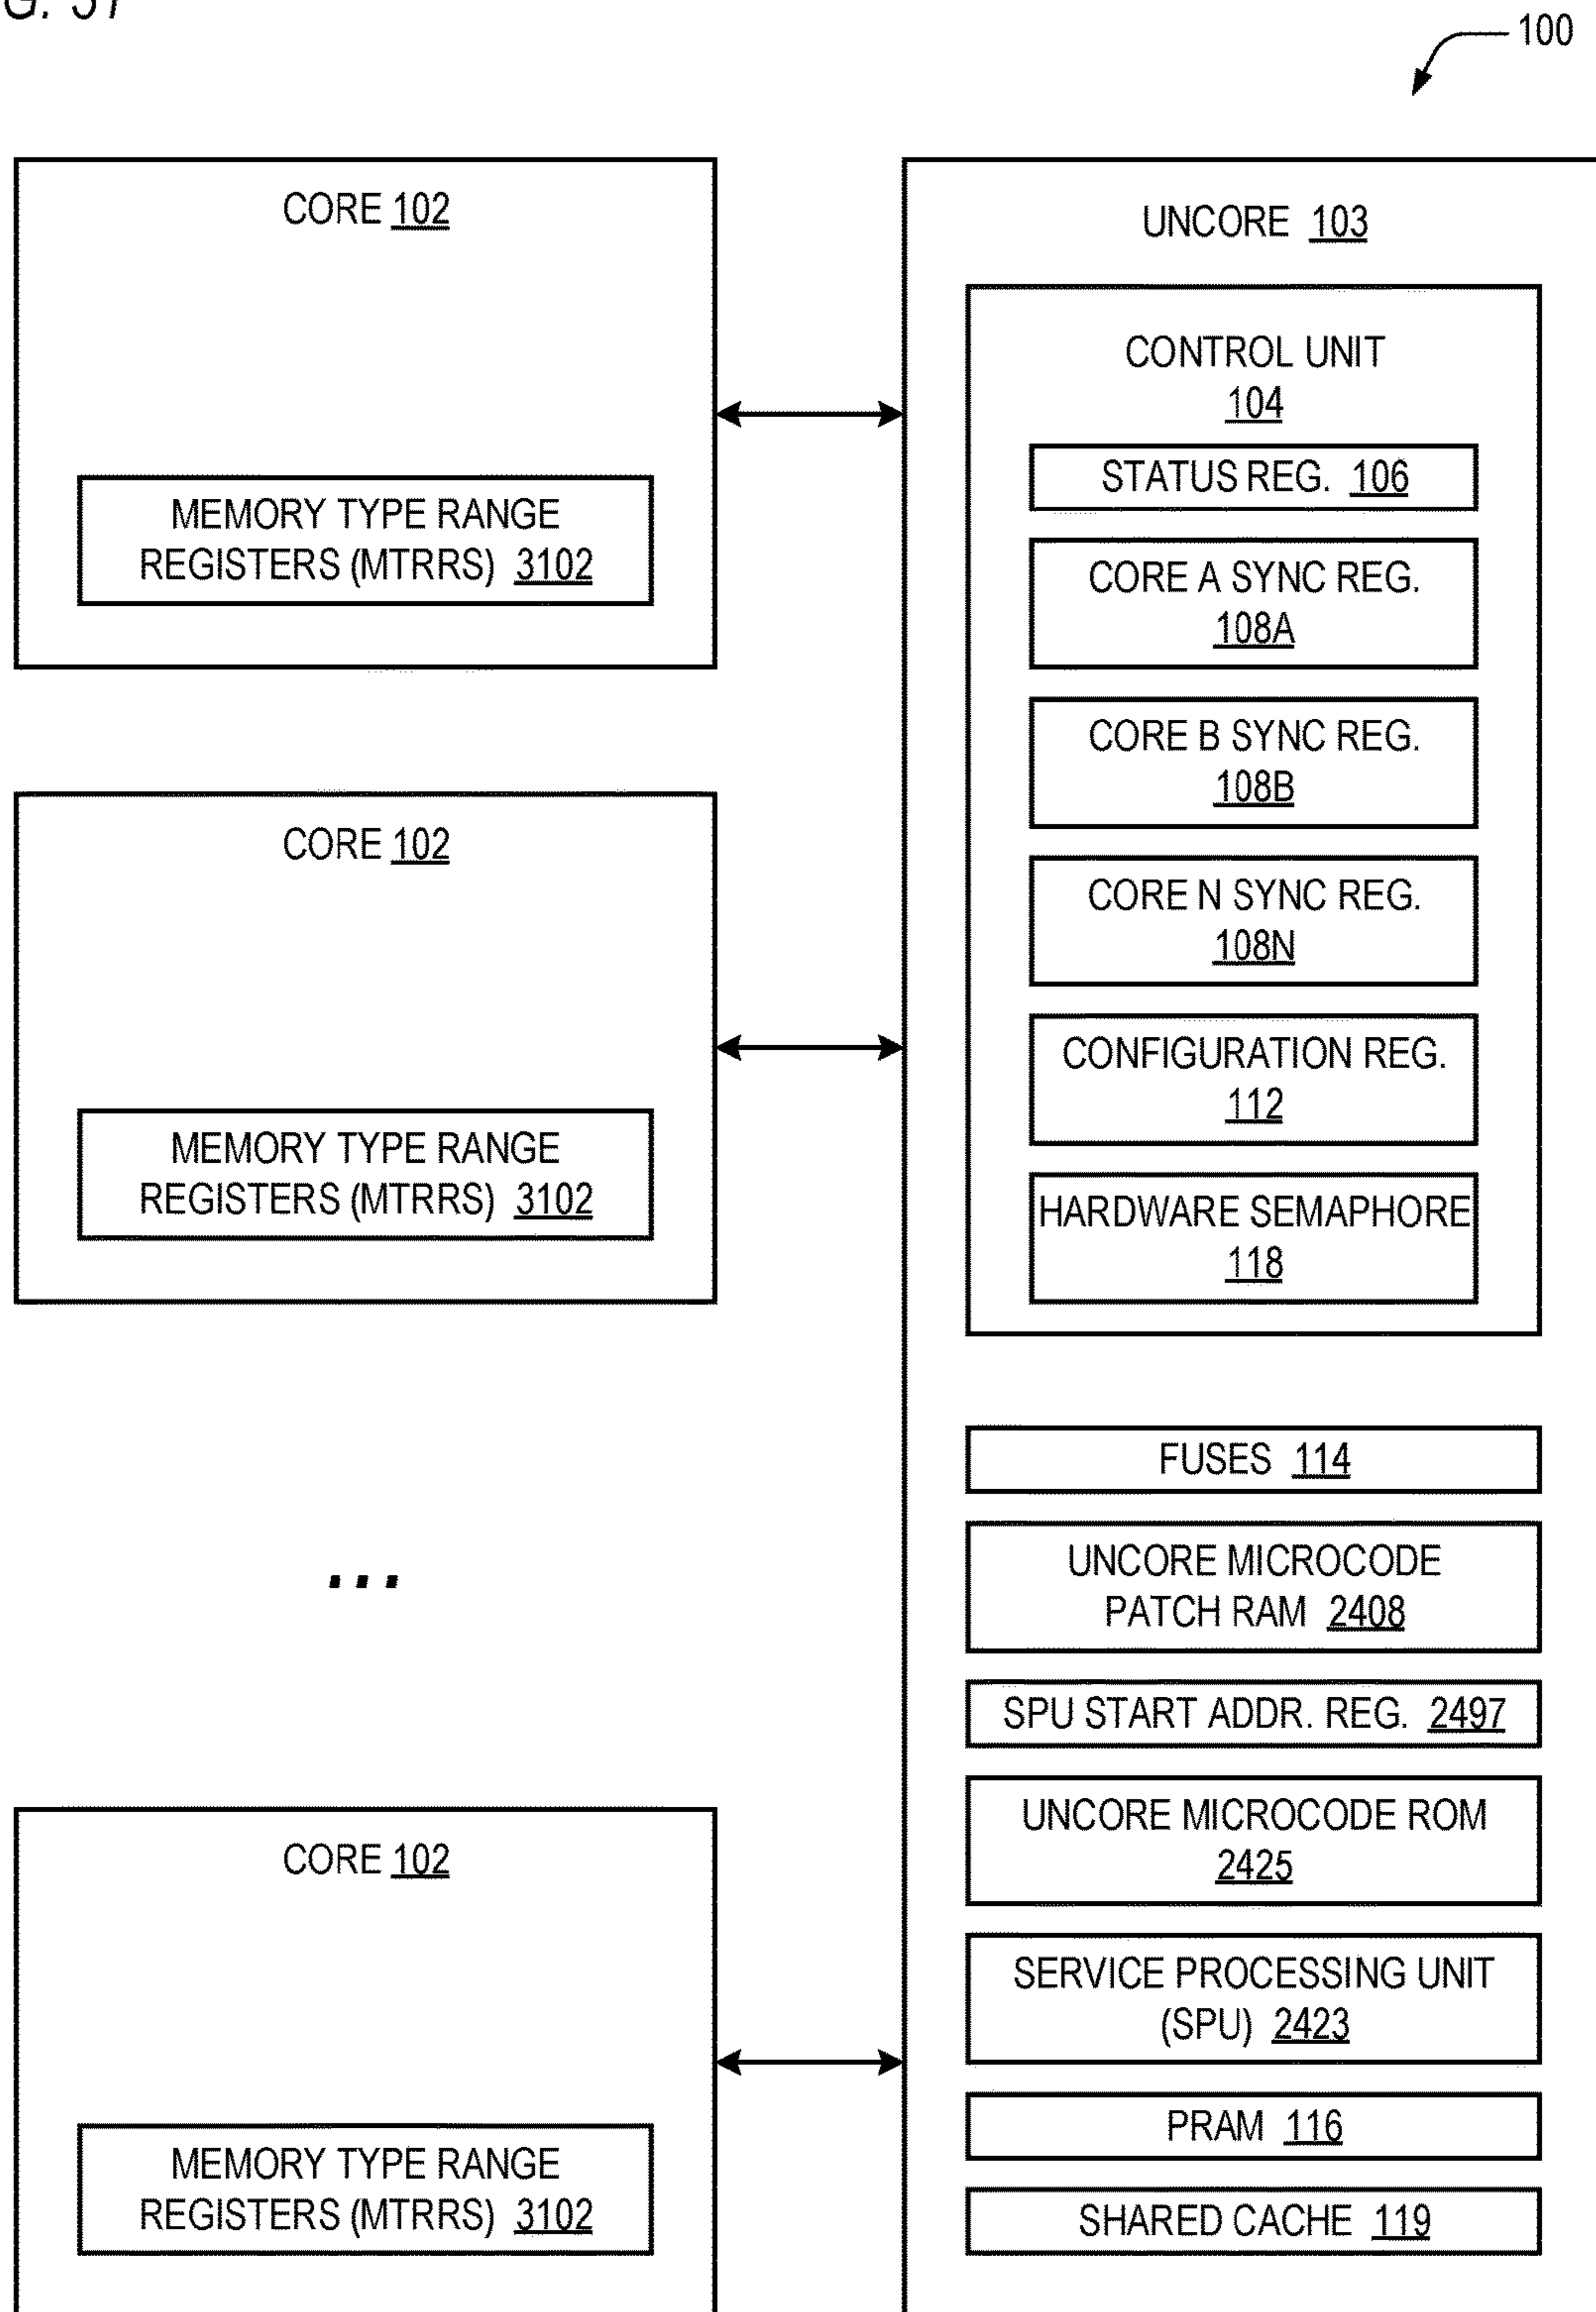 G. 31
100
CORE 102
MEMORY TYPE RANGE
REGISTERS (MTRRS) 3102
CORE 102
MEMORY TYPE RANGE
REGISTERS (MTRRS) 3102
...
CORE 102
MEMORY TYPE RANGE
REGISTERS (MTRRS) 3102
UNCORE 103
CONTROL UNIT
104
STATUS REG. 106
CORE A SYNC REG.
108A
CORE B SYNC REG.
108B
CORE N SYNC REG.
108N
CONFIGURATION REG.
112
HARDWARE SEMAPHORE
118
FUSES 114
UNCORE MICROCODE
PATCH RAM 2408
SPU START ADDR. REG. 2497
UNCORE MICROCODE ROM
2425
SERVICE PROCESSING UNIT
(SPU) 2423
PRAM 116
SHARED CACHE 119